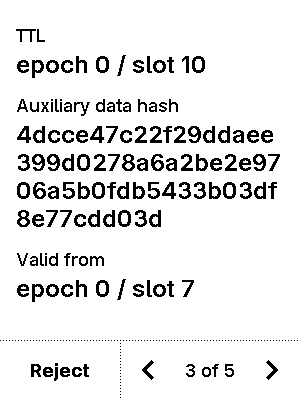 TTL
epoch 0 / slot 10
Auxiliary data hash
4dcce47c22f29ddaee
399d0278a6a2be2e97
06a5b0fdb5433b03df
8e77cdd03d
Valid from
epoch 0 / slot 7
Reject
3 of 5